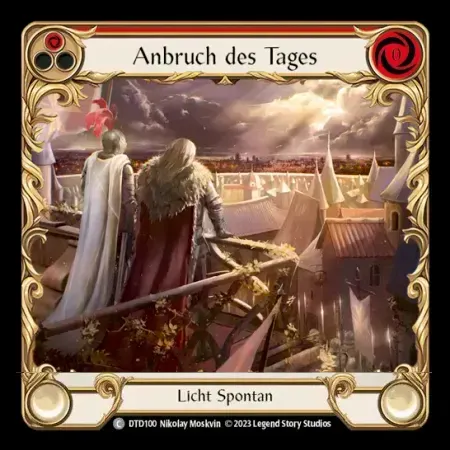 Anbruch des Tages
Licht Spontan
C DTD100 Nikolay Moskvin © 2023 Legend Story Studios